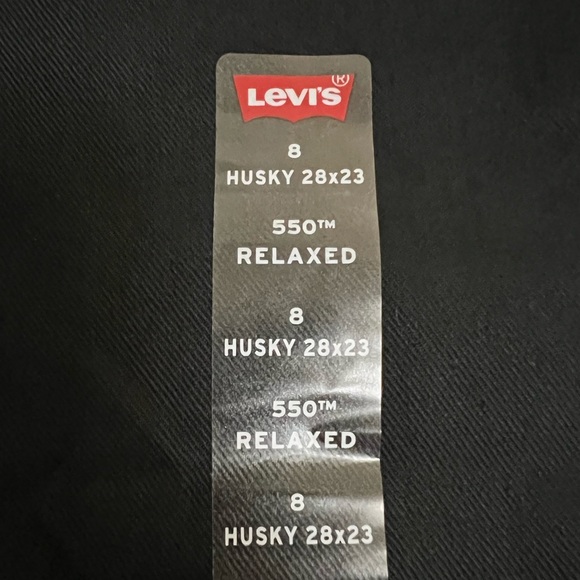 LEVI'S®
8
HUSKY 28x23
550™
RELAXED
8
HUSKY 28x23
550™
RELAXED
8
HUSKY 28x23